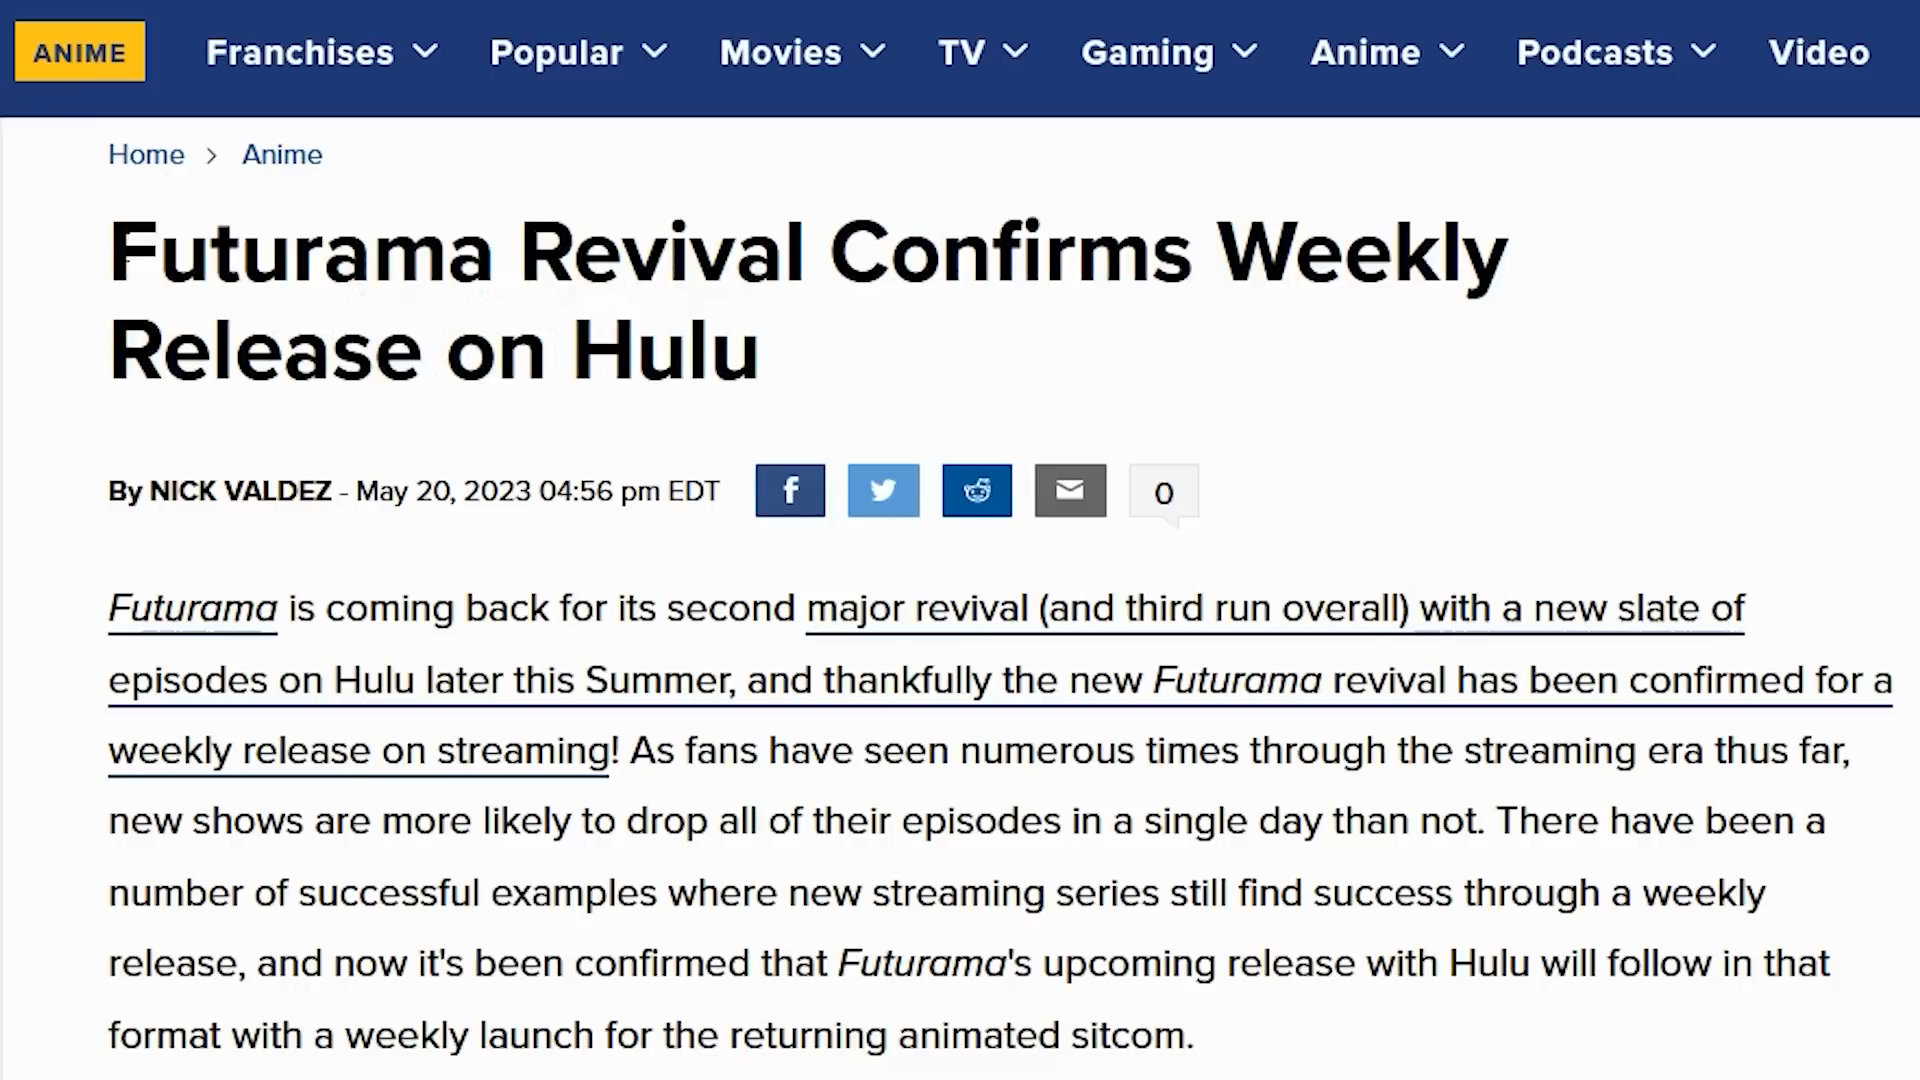 ANIME Franchises Popular Movies TV Gaming Anime Podcasts Video
Home > Anime
Futurama Revival Confirms Weekly
Release on Hulu
By NICK VALDEZ - May 20, 2023 04:56 pm EDT f 0
Futurama is coming back for its second major revival (and third run overall) with a new slate of
episodes on Hulu later this Summer, and thankfully the new Futurama revival has been confirmed for a
weekly release on streaming! As fans have seen numerous times through the streaming era thus far,
new shows are more likely to drop all of their episodes in a single day than not. There have been a
number of successful examples where new streaming series still find success through a weekly
release, and now it's been confirmed that Futurama's upcoming release with Hulu will follow in that
format with a weekly launch for the returning animated sitcom.